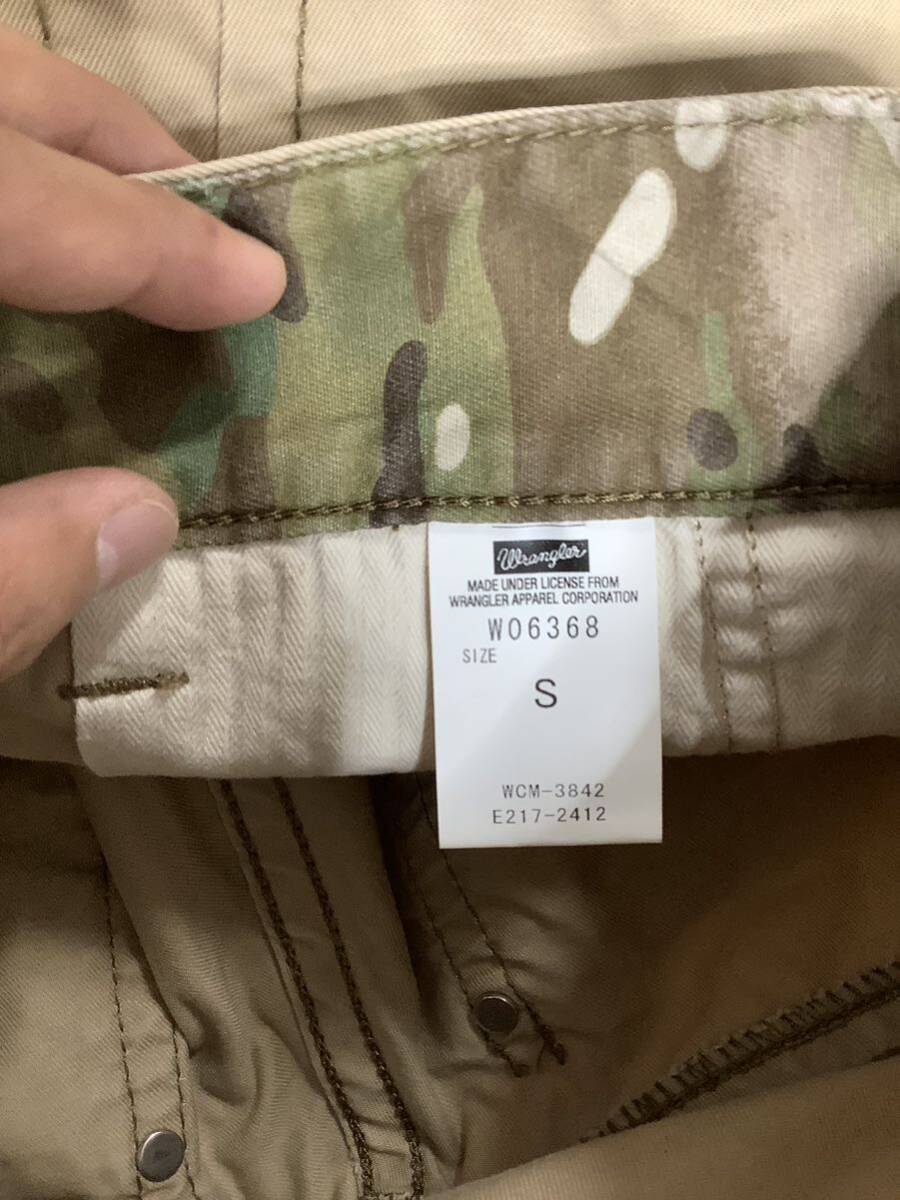 Wrangler
MADE UNDER LICENSE FROM
WRANGLER APPAREL CORPORATION
W06368
SIZE
S
WCM-3842
E217-2412